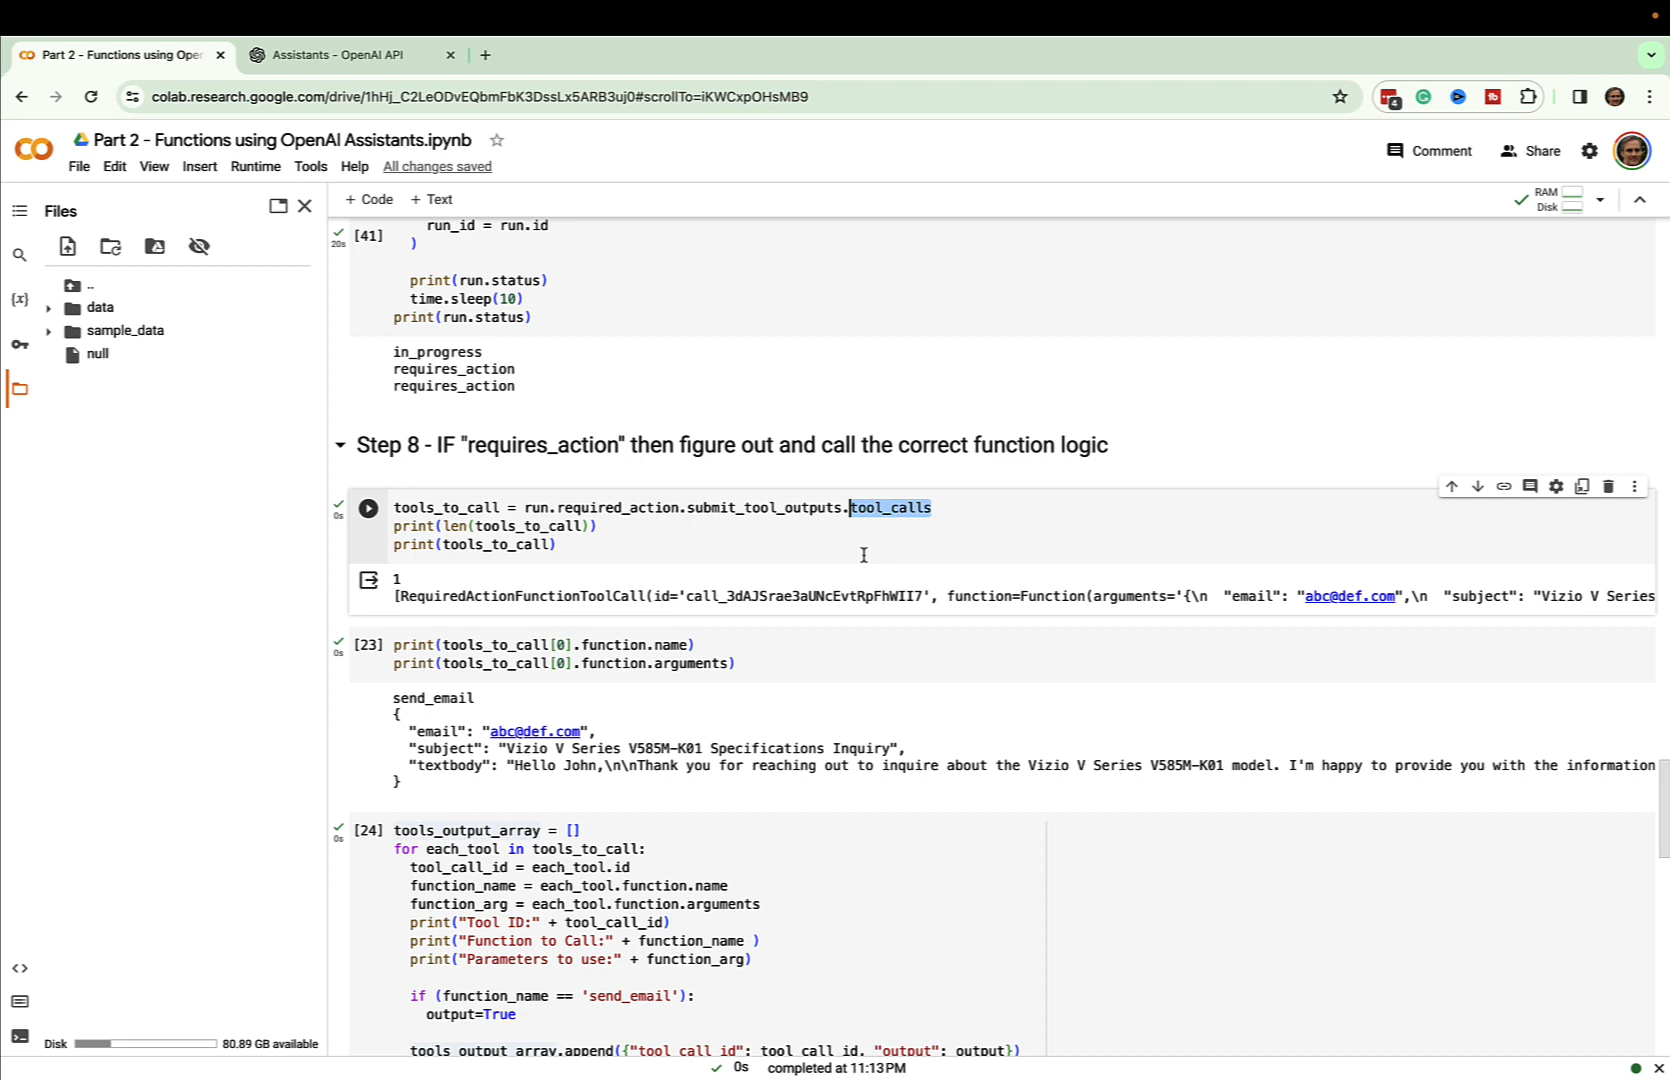 Part 2 - Functions using Oper
Assistants - OpenAI API
colab.research.google.com/drive/1hHj_C2LeODvEQbmFbK3DssLx5ARB3uj0#scrollTo=iKWCxpOHsMB9
4
Part 2 - Functions using OpenAI Assistants.ipynb
File Edit View Insert Runtime Tools Help All changes saved
Comment
Share
Files
+ Code + Text
RAM
Disk
..
data
sample_data
null
{x}
20s
[41]
run_id = run.id
)
print(run.status)
time.sleep(10)
print(run.status)
in_progress
requires_action
requires_action
Step 8 - IF "requires_action" then figure out and call the correct function logic
0s
tools_to_call = run.required_action.submit_tool_outputs.tool_calls
print(len(tools_to_call))
print(tools_to_call)
1
[RequiredActionFunctionToolCall(id='call_3dAJSrae3aUNcEvtRpFhWII7', function=Function(arguments='{\n  "email": "abc@def.com",\n  "subject": "Vizio V Series
0s
[23] print(tools_to_call[0].function.name)
print(tools_to_call[0].function.arguments)
send_email
{
"email": "abc@def.com",
"subject": "Vizio V Series V585M-K01 Specifications Inquiry",
"textbody": "Hello John,\n\nThank you for reaching out to inquire about the Vizio V Series V585M-K01 model. I'm happy to provide you with the information
}
0s
[24] tools_output_array = []
for each_tool in tools_to_call:
tool_call_id = each_tool.id
function_name = each_tool.function.name
function_arg = each_tool.function.arguments
print("Tool ID:" + tool_call_id)
print("Function to Call:" + function_name )
print("Parameters to use:" + function_arg)
if (function_name == 'send_email'):
output=True
tools_output_array.append({"tool_call_id": tool_call_id, "output": output})
Disk 80.89 GB available
0s completed at 11:13 PM